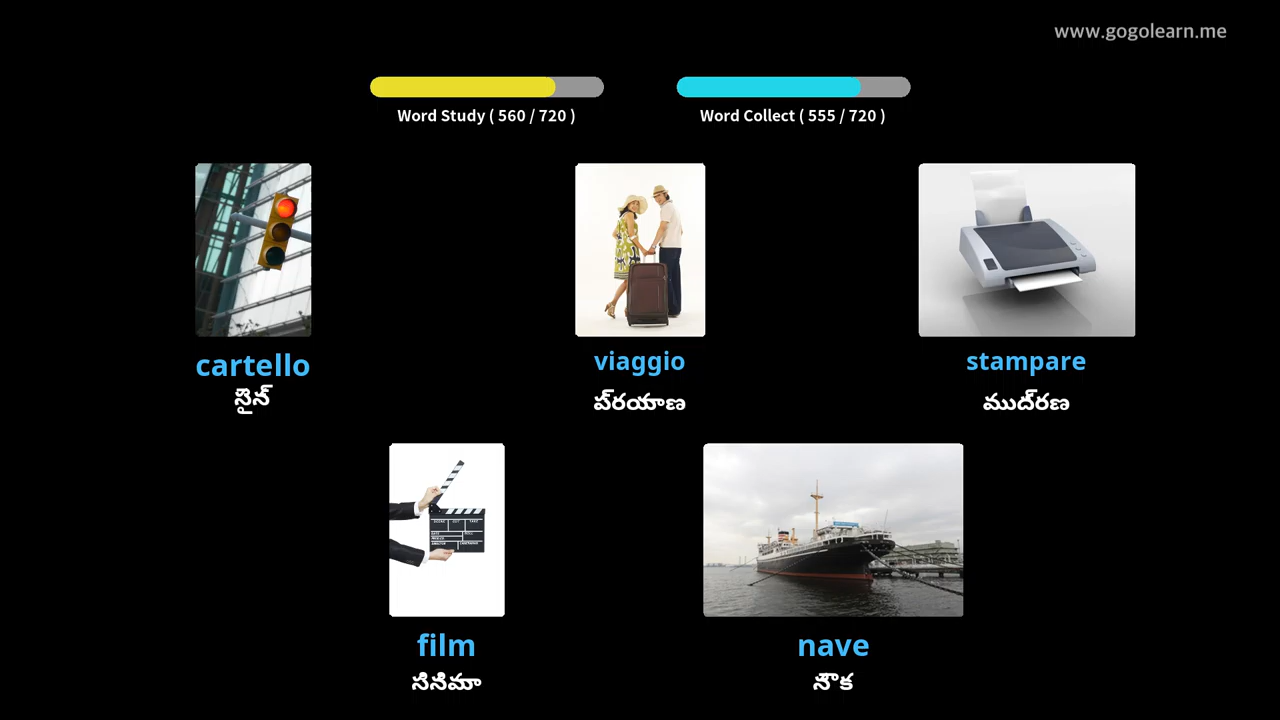 www.gogolearn.me
Word Study ( 560 / 720 )
Word Collect ( 555 / 720 )
cartello
సైన్
viaggio
ప్రయాణ
stampare
ముద్రణ
film
సినిమా
nave
నౌక